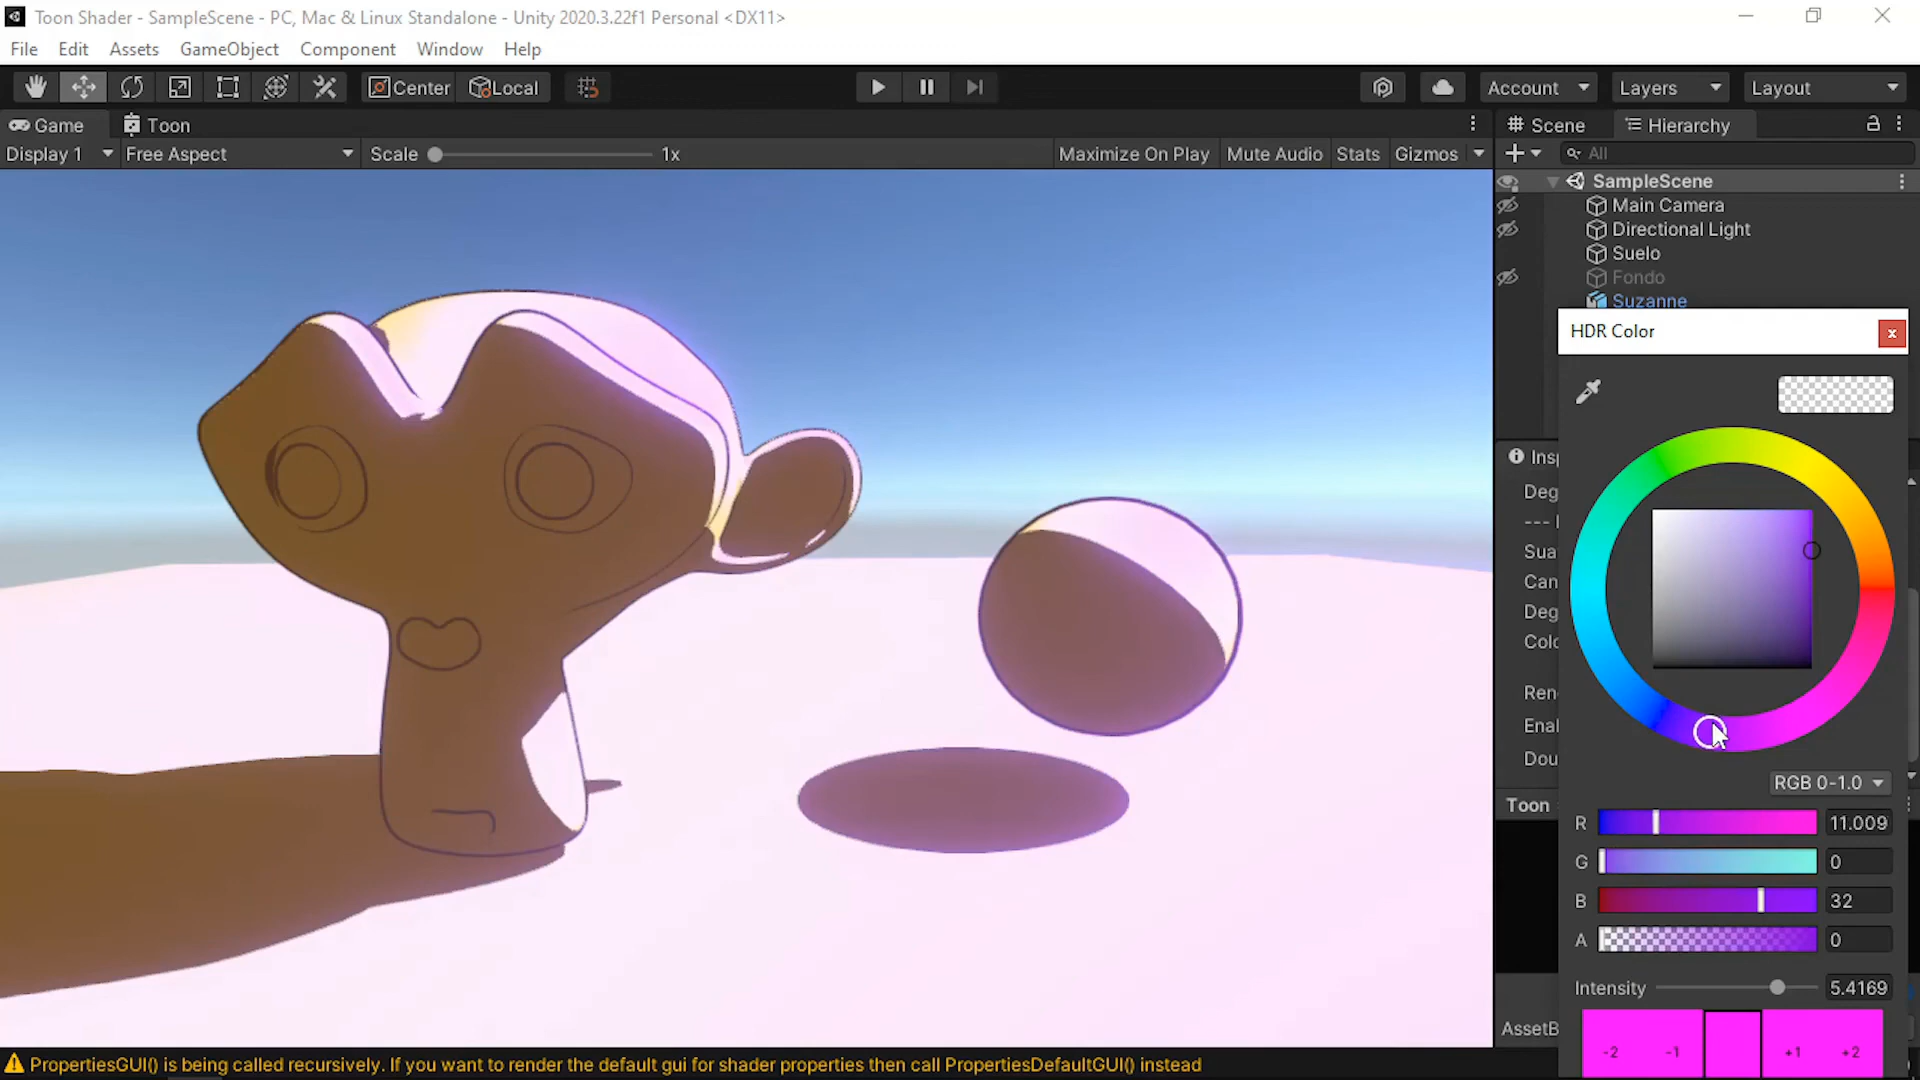 Toon Shader - SampleScene - PC, Mac & Linux Standalone - Unity 2020.3.22f1 Personal <DX11>
File Edit Assets GameObject Component Window Help
Center Local Account Layers Layout
Game Toon Scene Hierarchy
Display 1 Free Aspect Scale 1x Maximize On Play Mute Audio Stats Gizmos All
SampleScene
Main Camera
Directional Light
Suelo
Fondo
Suzanne
HDR Color
Insp
Deg
---
Sua
Can
Deg
Colo
Ren
Enal
Dou
RGB 0-1.0
Toon
R 11.009
G 0
B 32
A 0
Intensity 5.4169
AssetB
-2 -1 +1 +2
PropertiesGUI() is being called recursively. If you want to render the default gui for shader properties then call PropertiesDefaultGUI() instead